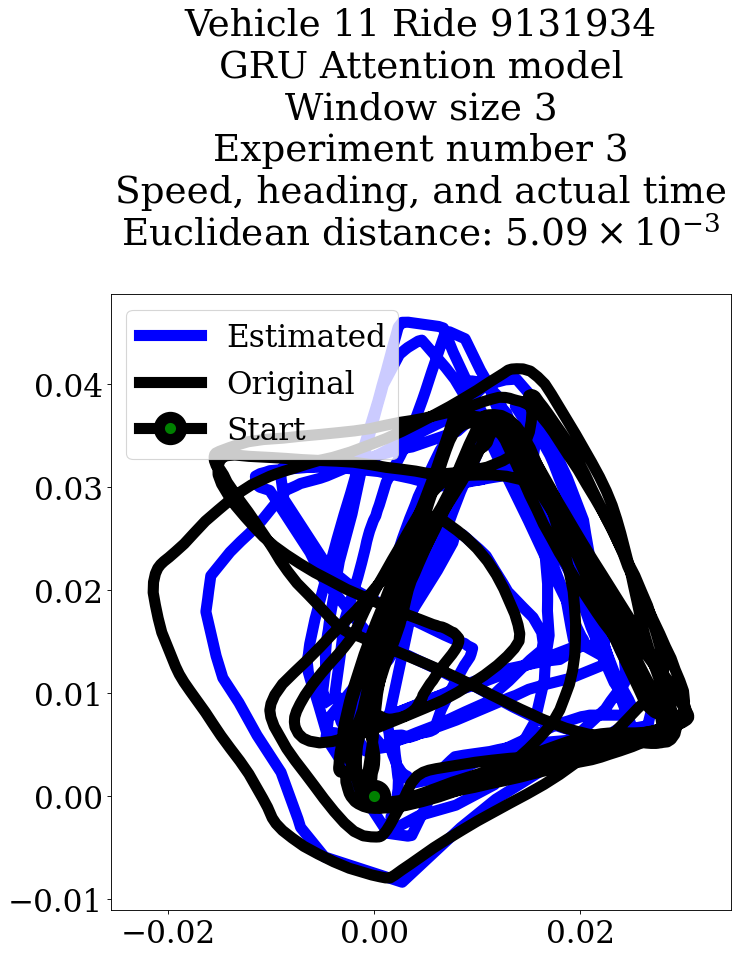 Vehicle 11 Ride 9131934
GRU Attention model
Window size 3
Experiment number 3
Speed, heading, and actual time
Euclidean distance: 5.09 × 10⁻³
Estimated
Original
Start
0.04
0.03
0.02
0.01
0.00
−0.01
−0.02
0.00
0.02